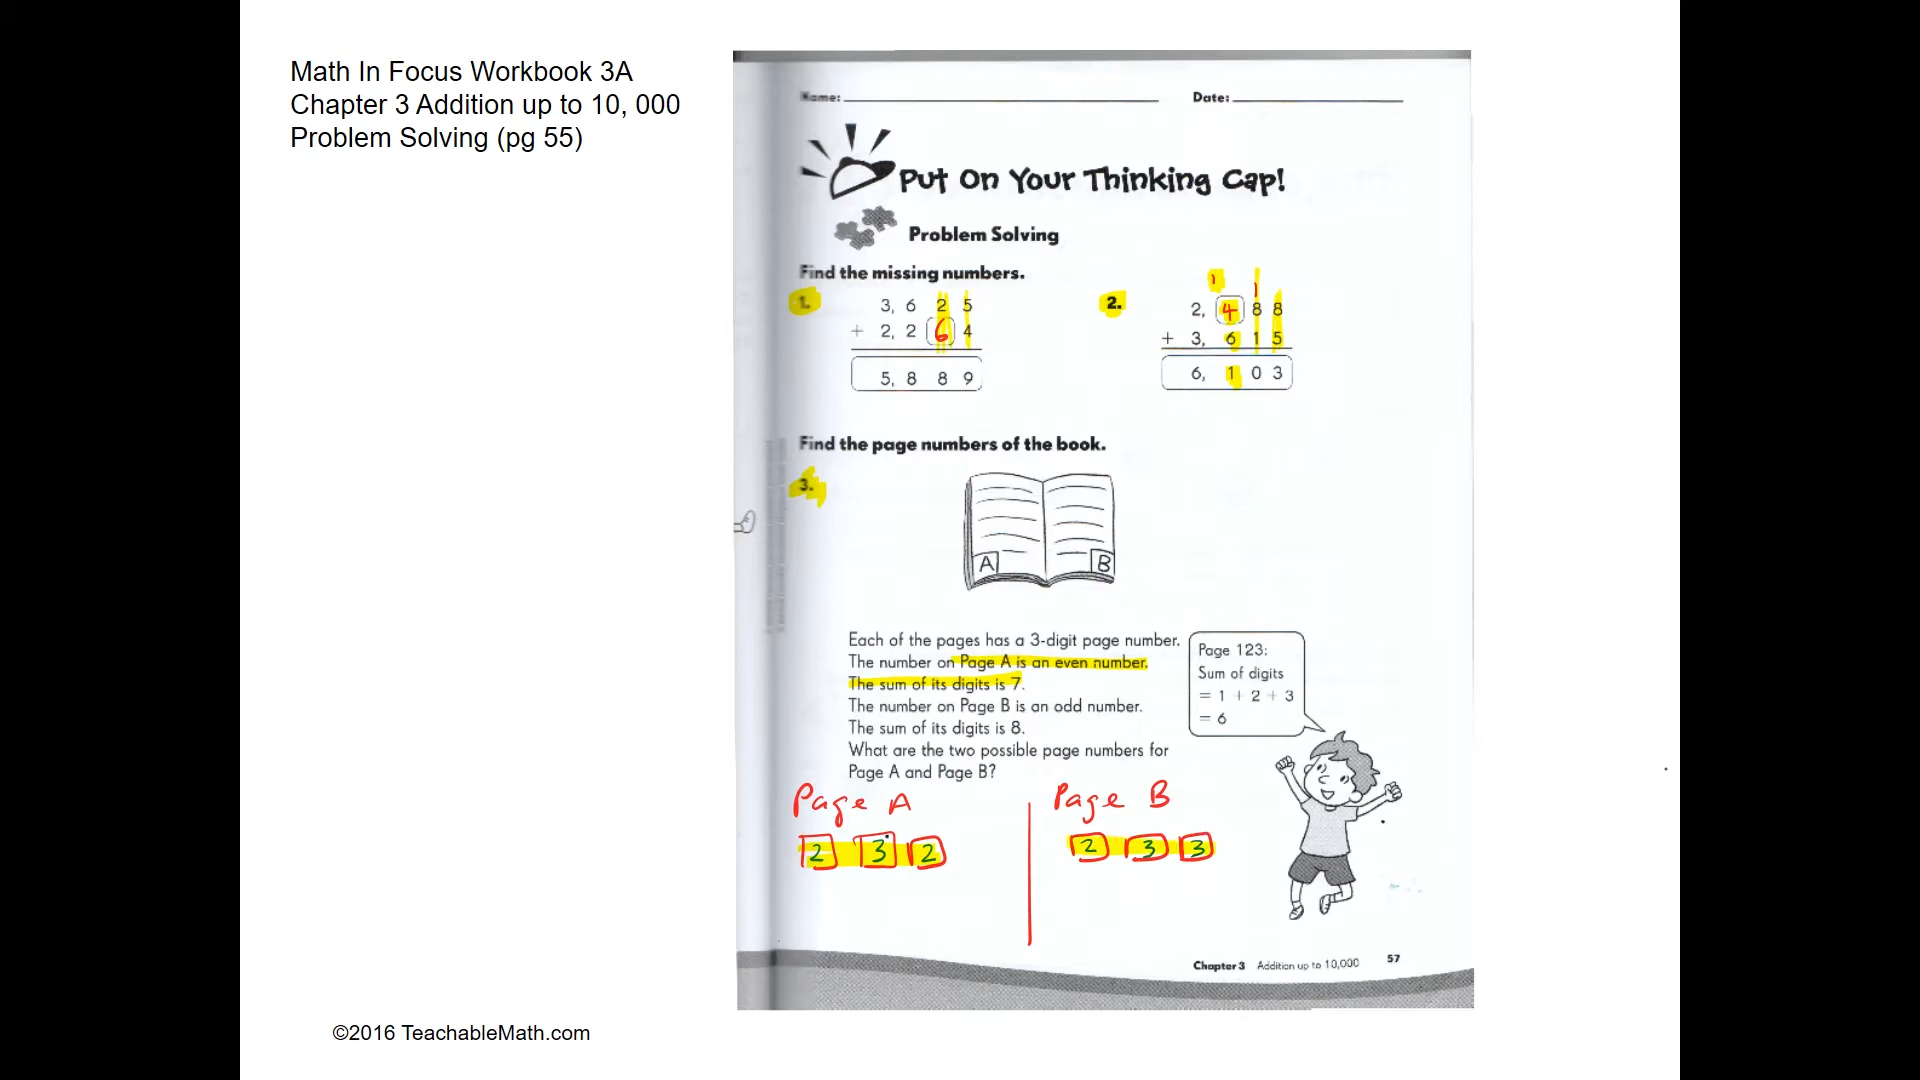 Math In Focus Workbook 3A
Chapter 3 Addition up to 10, 000
Problem Solving (pg 55)
Name:
Date:
Put On Your Thinking Cap!
Problem Solving
Find the missing numbers.
1.
3, 6 2 5
+ 2, 2 6 4
5, 8 8 9
2.
1 1
2, 4 8 8
+ 3, 6 1 5
6, 1 0 3
Find the page numbers of the book.
3.
A
B
Each of the pages has a 3-digit page number.
The number on Page A is an even number.
The sum of its digits is 7.
The number on Page B is an odd number.
The sum of its digits is 8.
What are the two possible page numbers for
Page A and Page B?
Page 123:
Sum of digits
= 1 + 2 + 3
= 6
Page A
2 3 2
Page B
2 3 3
Chapter 3 Addition up to 10,000 57
©2016 TeachableMath.com